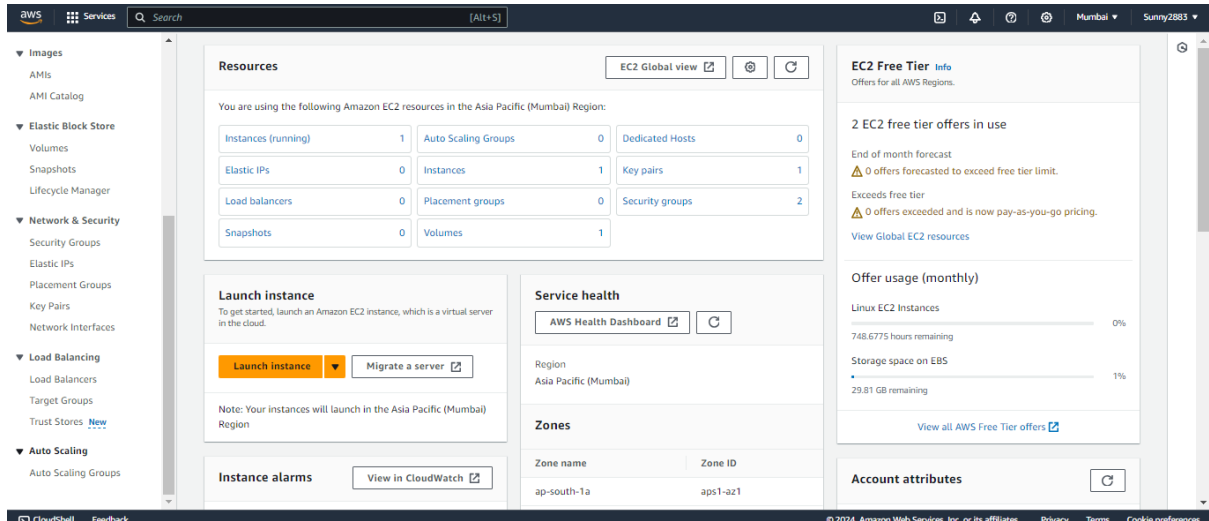 aws Services Search [Alt+S] Mumbai Sunny2883
Images
AMIs
AMI Catalog
Elastic Block Store
Volumes
Snapshots
Lifecycle Manager
Network & Security
Security Groups
Elastic IPs
Placement Groups
Key Pairs
Network Interfaces
Load Balancing
Load Balancers
Target Groups
Trust Stores New
Auto Scaling
Auto Scaling Groups
Resources EC2 Global view
You are using the following Amazon EC2 resources in the Asia Pacific (Mumbai) Region:
Instances (running) 1 Auto Scaling Groups 0 Dedicated Hosts 0
Elastic IPs 0 Instances 1 Key pairs 1
Load balancers 0 Placement groups 0 Security groups 2
Snapshots 0 Volumes 1
Launch instance
To get started, launch an Amazon EC2 instance, which is a virtual server
in the cloud.
Launch instance Migrate a server
Note: Your instances will launch in the Asia Pacific (Mumbai)
Region
Instance alarms View in CloudWatch
Service health
AWS Health Dashboard
Region
Asia Pacific (Mumbai)
Zones
Zone name Zone ID
ap-south-1a aps1-az1
EC2 Free Tier Info
Offers for all AWS Regions.
2 EC2 free tier offers in use
End of month forecast
0 offers forecasted to exceed free tier limit.
Exceeds free tier
0 offers exceeded and is now pay-as-you-go pricing.
View Global EC2 resources
Offer usage (monthly)
Linux EC2 Instances
0%
748.6775 hours remaining
Storage space on EBS
1%
29.81 GB remaining
View all AWS Free Tier offers
Account attributes
CloudShell Feedback © 2024, Amazon Web Services, Inc. or its affiliates. Privacy Terms Cookie preferences